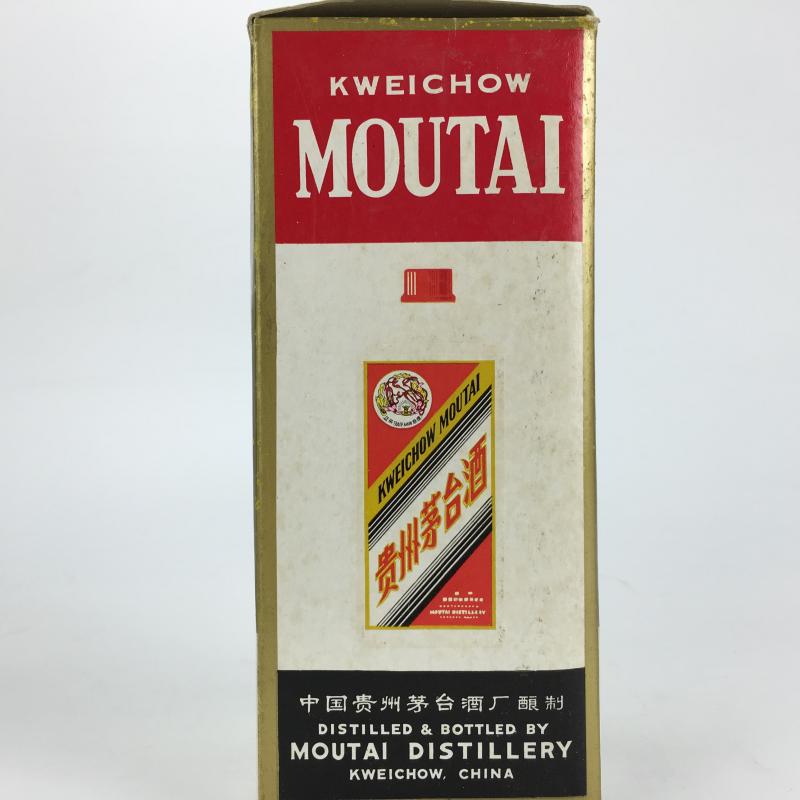 KWEICHOW
MOUTAI
KWEICHOW MOUTAI
贵州茅台酒
MOUTAI DISTILLERY
中国贵州茅台酒厂酿制
DISTILLED & BOTTLED BY
MOUTAI DISTILLERY
KWEICHOW, CHINA